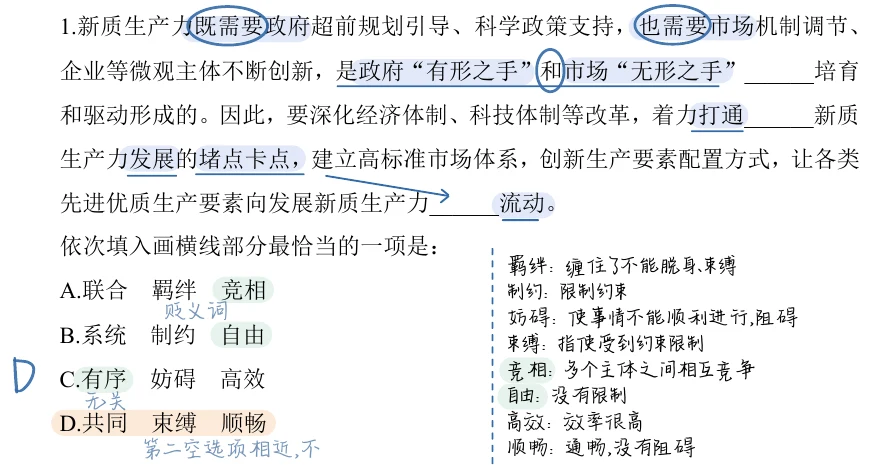 1.新质生产力既需要政府超前规划引导、科学政策支持，也需要市场机制调节、
企业等微观主体不断创新，是政府“有形之手”和市场“无形之手”______培育
和驱动形成的。因此，要深化经济体制、科技体制等改革，着力打通______新质
生产力发展的堵点卡点，建立高标准市场体系，创新生产要素配置方式，让各类
先进优质生产要素向发展新质生产力______流动。
依次填入画横线部分最恰当的一项是：
A.联合 羁绊 竞相
贬义词
B.系统 制约 自由
D
C.有序 妨碍 高效
无关
D.共同 束缚 顺畅
第二空选项相近,不
羁绊：缠住了不能脱身、束缚
制约：限制约束
妨碍：使事情不能顺利进行,阻碍
束缚：指使受到约束限制
竞相：多个主体之间相互竞争
自由：没有限制
高效：效率很高
顺畅：通畅,没有阻碍